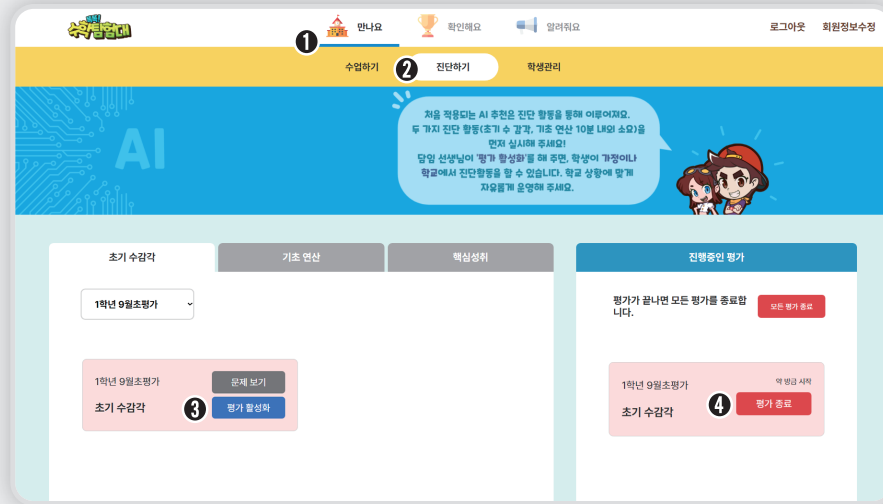 똑똑! 수학탐험대
만나요
확인해요
알려줘요
로그아웃
회원정보수정
1
수업하기
2
진단하기
학생관리
AI
처음 적용되는 AI 추천은 진단 활동을 통해 이루어져요.
두 가지 진단 활동(초기 수 감각, 기초 연산 10분 내외 소요)을
먼저 실시해 주세요!
담임 선생님이 '평가 활성화'를 해 주면, 학생이 가정이나
학교에서 진단활동을 할 수 있습니다. 학교 상황에 맞게
자유롭게 운영해 주세요.
초기 수감각
기초 연산
핵심성취
진행중인 평가
1학년 9월초평가
평가가 끝나면 모든 평가를 종료합
니다.
모든 평가 종료
1학년 9월초평가
문제 보기
초기 수감각
3
평가 활성화
1학년 9월초평가
약 방금 시작
초기 수감각
4
평가 종료